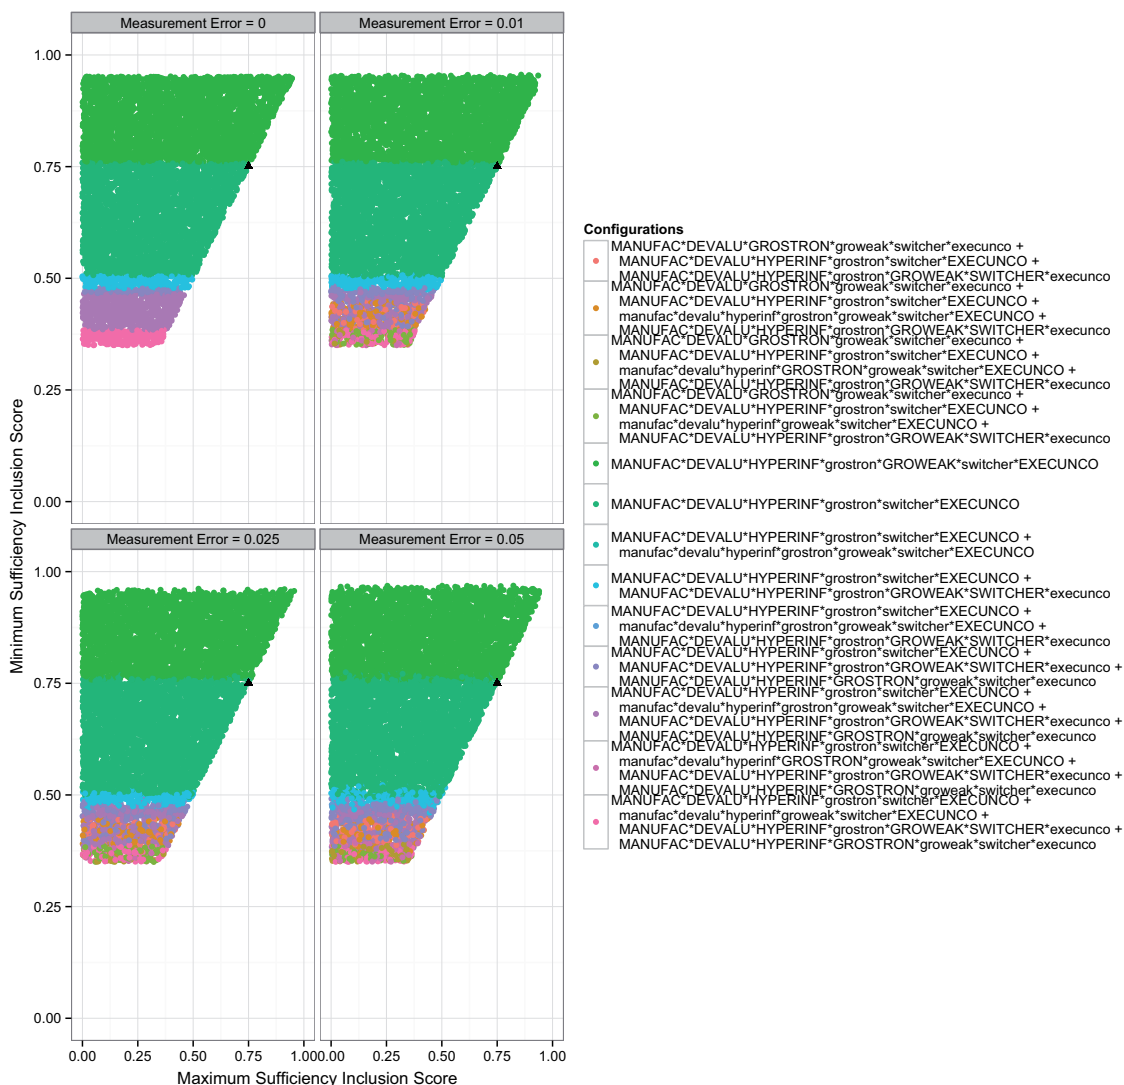 Measurement Error = 0
Measurement Error = 0.01
1.00
0.75
0.50
0.25
0.00
Measurement Error = 0.025
Measurement Error = 0.05
1.00
0.75
0.50
0.25
0.00
0.00 0.25 0.50 0.75 1.00
0.00 0.25 0.50 0.75 1.00
Maximum Sufficiency Inclusion Score
Minimum Sufficiency Inclusion Score
Configurations
MANUFAC*DEVALU*GROSTRON*groweak*switcher*execunco +
MANUFAC*DEVALU*HYPERINF*grostron*switcher*EXECUNCO +
MANUFAC*DEVALU*HYPERINF*grostron*GROWEAK*SWITCHER*execunco
MANUFAC*DEVALU*GROSTRON*groweak*switcher*execunco +
MANUFAC*DEVALU*HYPERINF*grostron*switcher*EXECUNCO +
manufac*devalu*hyperinf*grostron*groweak*switcher*EXECUNCO +
MANUFAC*DEVALU*HYPERINF*grostron*GROWEAK*SWITCHER*execunco
MANUFAC*DEVALU*GROSTRON*groweak*switcher*execunco +
MANUFAC*DEVALU*HYPERINF*grostron*switcher*EXECUNCO +
manufac*devalu*hyperinf*GROSTRON*groweak*switcher*EXECUNCO +
MANUFAC*DEVALU*HYPERINF*grostron*GROWEAK*SWITCHER*execunco
MANUFAC*DEVALU*GROSTRON*groweak*switcher*execunco +
MANUFAC*DEVALU*HYPERINF*grostron*switcher*EXECUNCO +
manufac*devalu*hyperinf*groweak*switcher*EXECUNCO +
MANUFAC*DEVALU*HYPERINF*grostron*GROWEAK*SWITCHER*execunco
MANUFAC*DEVALU*HYPERINF*grostron*GROWEAK*switcher*EXECUNCO
MANUFAC*DEVALU*HYPERINF*grostron*switcher*EXECUNCO
MANUFAC*DEVALU*HYPERINF*grostron*switcher*EXECUNCO +
manufac*devalu*hyperinf*grostron*groweak*switcher*EXECUNCO
MANUFAC*DEVALU*HYPERINF*grostron*switcher*EXECUNCO +
MANUFAC*DEVALU*HYPERINF*grostron*GROWEAK*SWITCHER*execunco
MANUFAC*DEVALU*HYPERINF*grostron*switcher*EXECUNCO +
manufac*devalu*hyperinf*grostron*groweak*switcher*EXECUNCO +
MANUFAC*DEVALU*HYPERINF*grostron*GROWEAK*SWITCHER*execunco
MANUFAC*DEVALU*HYPERINF*grostron*switcher*EXECUNCO +
MANUFAC*DEVALU*HYPERINF*grostron*GROWEAK*SWITCHER*execunco +
MANUFAC*DEVALU*HYPERINF*GROSTRON*groweak*switcher*execunco
MANUFAC*DEVALU*HYPERINF*grostron*switcher*EXECUNCO +
manufac*devalu*hyperinf*grostron*groweak*switcher*EXECUNCO +
MANUFAC*DEVALU*HYPERINF*grostron*GROWEAK*SWITCHER*execunco +
MANUFAC*DEVALU*HYPERINF*GROSTRON*groweak*switcher*execunco
MANUFAC*DEVALU*HYPERINF*grostron*switcher*EXECUNCO +
manufac*devalu*hyperinf*GROSTRON*groweak*switcher*EXECUNCO +
MANUFAC*DEVALU*HYPERINF*grostron*GROWEAK*SWITCHER*execunco +
MANUFAC*DEVALU*HYPERINF*GROSTRON*groweak*switcher*execunco
MANUFAC*DEVALU*HYPERINF*grostron*switcher*EXECUNCO +
manufac*devalu*hyperinf*groweak*switcher*EXECUNCO +
MANUFAC*DEVALU*HYPERINF*grostron*GROWEAK*SWITCHER*execunco +
MANUFAC*DEVALU*HYPERINF*GROSTRON*groweak*switcher*execunco